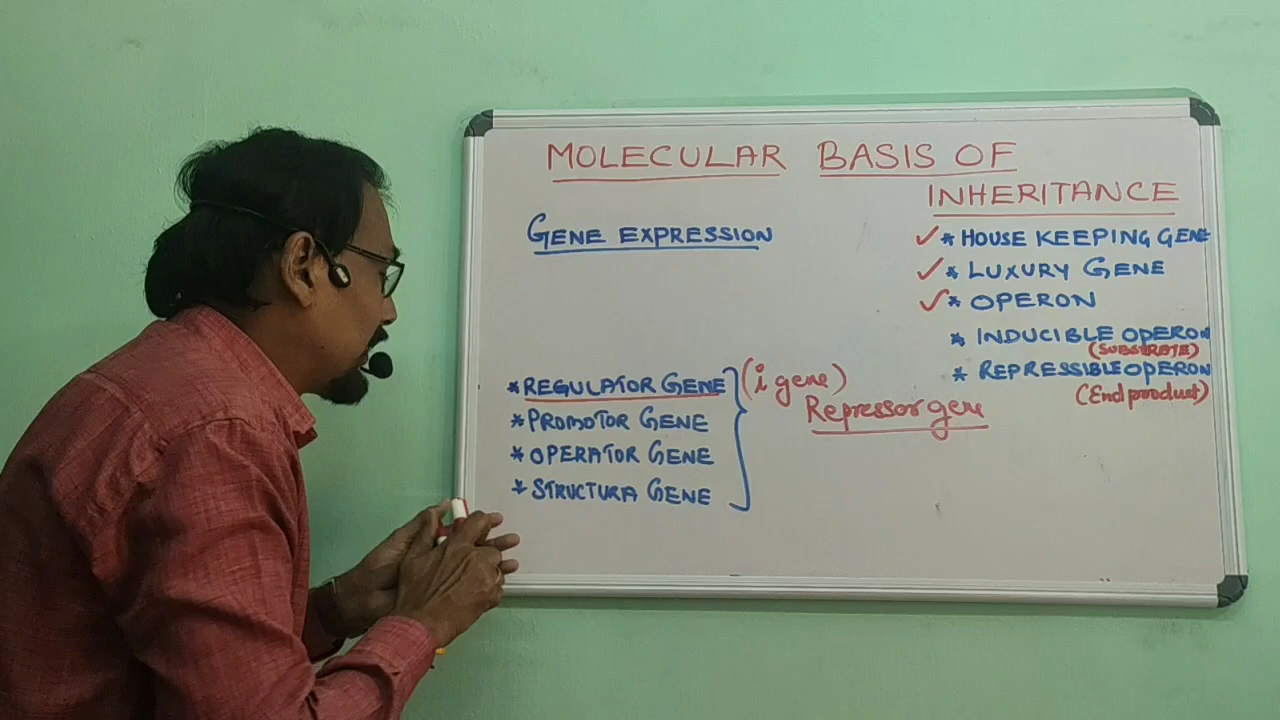 MOLECULAR BASIS OF
INHERITANCE
GENE EXPRESSION
* HOUSE KEEPING GENE
* LUXURY GENE
* OPERON
* INDUCIBLE OPERON
(SUBSTRATE)
* REPRESSIBLE OPERON
(End product)
* REGULATOR GENE (i gene)
Repressor gene
* PROMOTOR GENE
* OPERATOR GENE
* STRUCTURA GENE